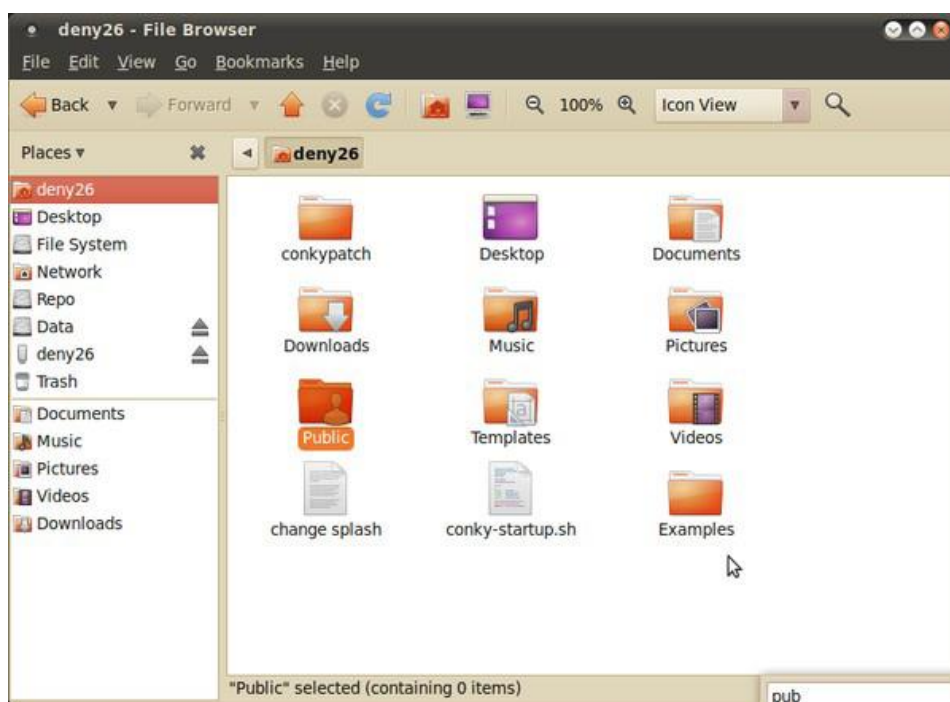 deny26 - File Browser
File Edit View Go Bookmarks Help
Back Forward 100% Icon View
Places deny26
deny26
Desktop
File System
Network
Repo
Data
deny26
Trash
Documents
Music
Pictures
Videos
Downloads
conkypatch Desktop Documents
Downloads Music Pictures
Public Templates Videos
change splash conky-startup.sh Examples
"Public" selected (containing 0 items)
pub